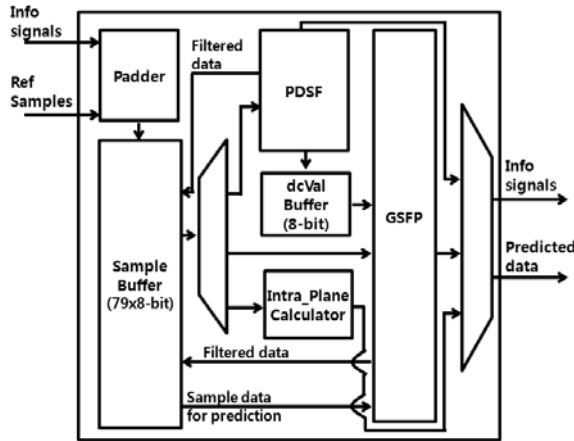 Info
signals
Ref
Samples
Padder
Filtered
data
PDSF
dcVal
Buffer
(8-bit)
GSFP
Info
signals
Predicted
data
Sample
Buffer
(79x8-bit)
Intra_Plane
Calculator
Filtered data
Sample data
for prediction